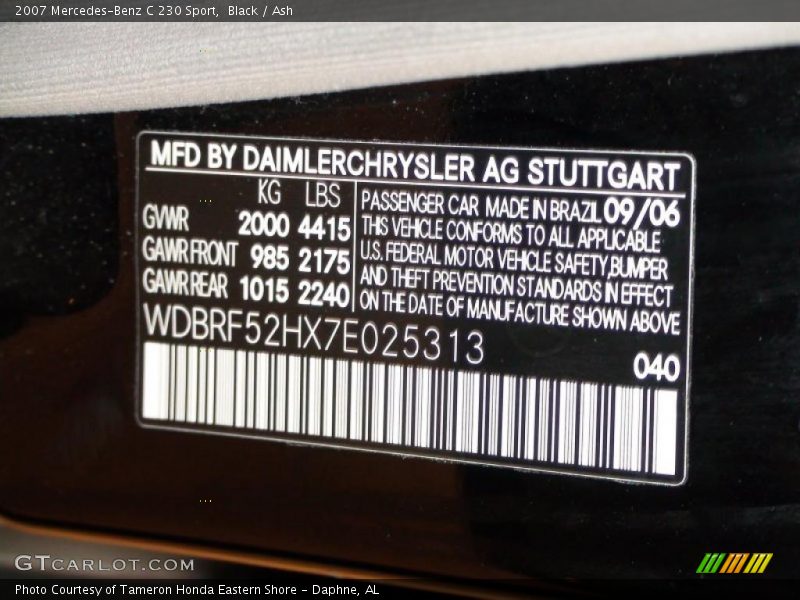 2007 Mercedes-Benz C 230 Sport,  Black / Ash
MFD BY DAIMLERCHRYSLER AG STUTTGART
KG LBS
GVWR 2000 4415
GAWR FRONT 985 2175
GAWR REAR 1015 2240
PASSENGER CAR MADE IN BRAZIL 09/06
THIS VEHICLE CONFORMS TO ALL APPLICABLE
U.S. FEDERAL MOTOR VEHICLE SAFETY,BUMPER
AND THEFT PREVENTION STANDARDS IN EFFECT
ON THE DATE OF MANUFACTURE SHOWN ABOVE
WDBRF52HX7E025313
040
GTCARLOT.COM
Photo Courtesy of Tameron Honda Eastern Shore - Daphne, AL